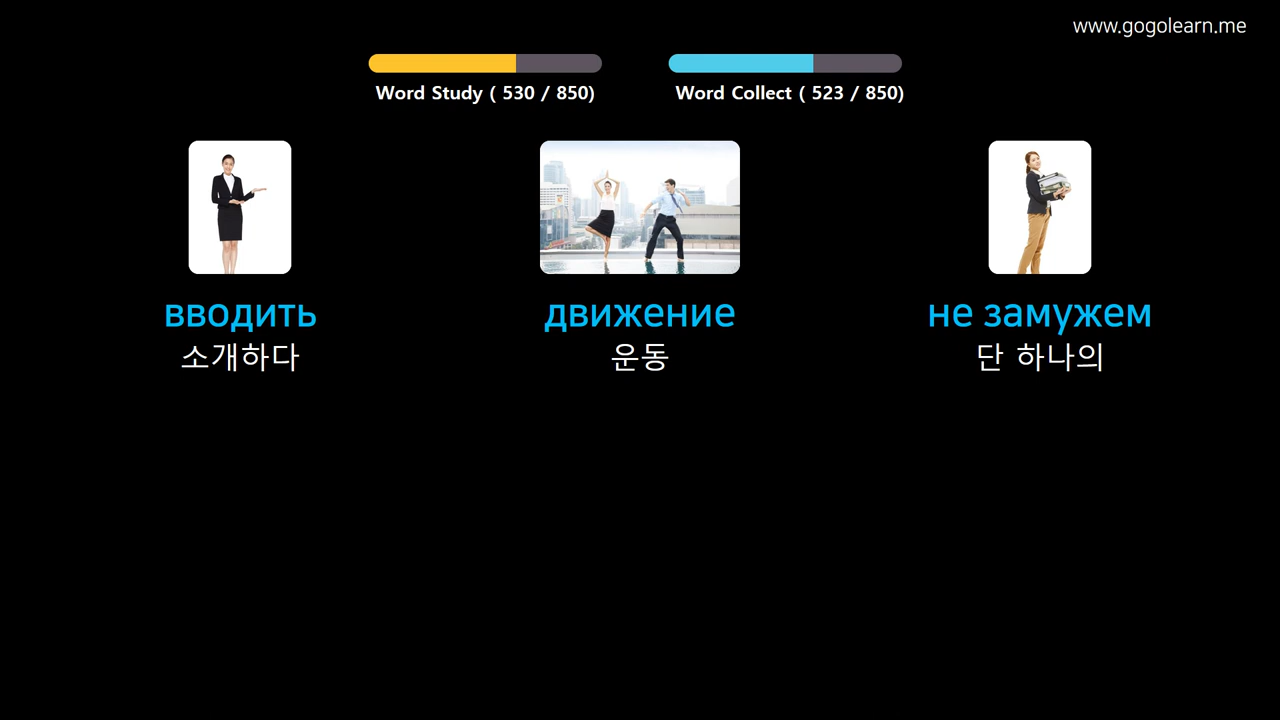 www.gogolearn.me
Word Study ( 530 / 850)
Word Collect ( 523 / 850)
вводить
소개하다
движение
운동
не замужем
단 하나의